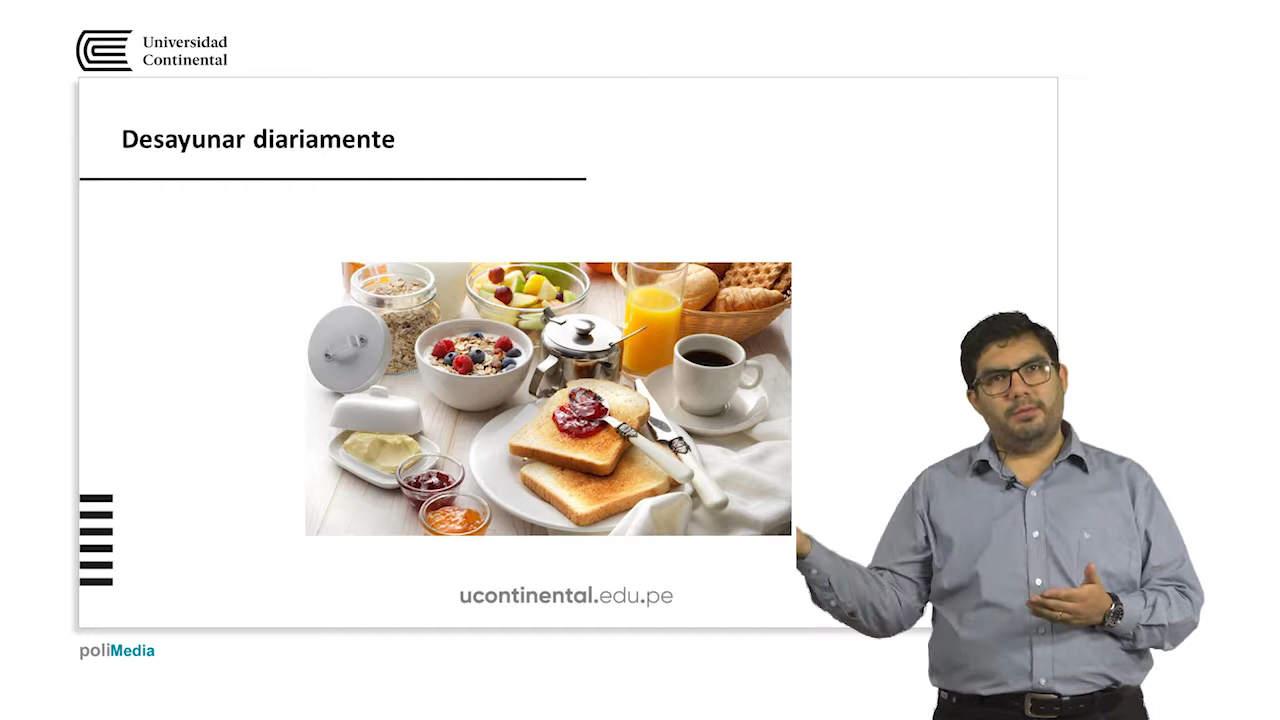 Universidad
Continental
Desayunar diariamente
ucontinental.edu.pe
poliMedia